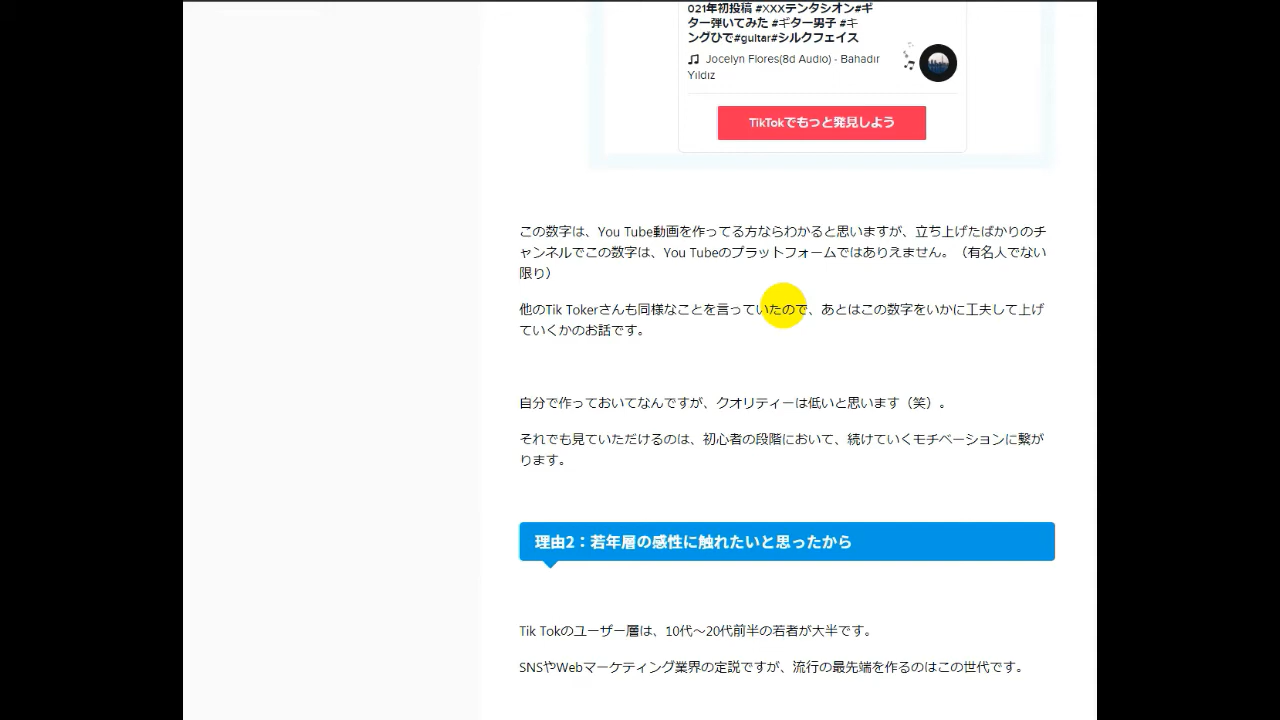 021年初投稿 #XXXテンタシオン#ギ
ター弾いてみた #ギター男子 #キ
ングひで#guitar#シルクフェイス
Jocelyn Flores(8d Audio) - Bahadır
Yıldız
TikTokでもっと発見しよう
この数字は、You Tube動画を作ってる方ならわかると思いますが、立ち上げたばかりのチ
ャンネルでこの数字は、You Tubeのプラットフォームではありえません。（有名人でない
限り）
他のTik Tokerさんも同様なことを言っていたので、あとはこの数字をいかに工夫して上げ
ていくかのお話です。
自分で作っておいてなんですが、クオリティーは低いと思います（笑）。
それでも見ていただけるのは、初心者の段階において、続けていくモチベーションに繋が
ります。
理由2：若年層の感性に触れたいと思ったから
Tik Tokのユーザー層は、10代～20代前半の若者が大半です。
SNSやWebマーケティング業界の定説ですが、流行の最先端を作るのはこの世代です。